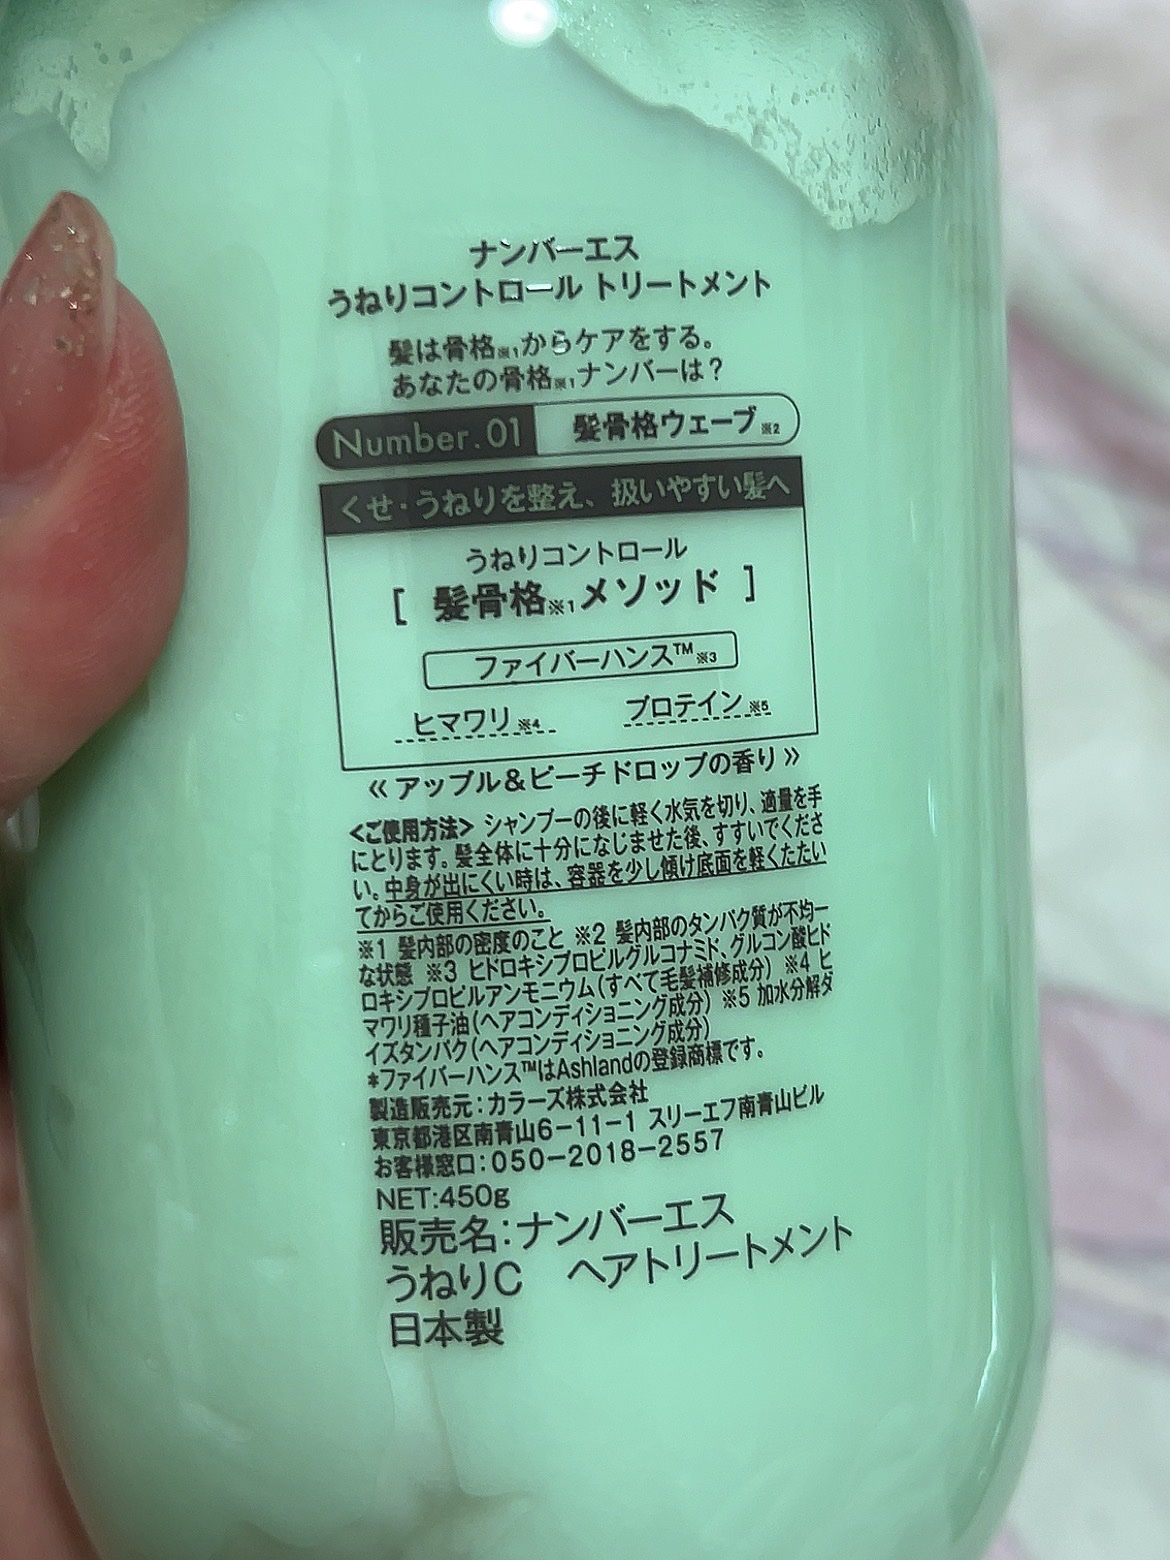 ナンバーエス
うねりコントロール トリートメント
髪は骨格※1からケアをする。
あなたの骨格※1ナンバーは？
Number.01 髪骨格ウェーブ※2
くせ・うねりを整え、扱いやすい髪へ
うねりコントロール
[ 髪骨格※1メソッド ]
ファイバーハンス™※3
ヒマワリ※4 プロテイン※5
≪アップル&ピーチドロップの香り≫
<ご使用方法> シャンプーの後に軽く水気を切り、適量を手
にとります。髪全体に十分になじませた後、すすいでくださ
い。中身が出にくい時は、容器を少し傾け底面を軽くたたい
てからご使用ください。
※1 髪内部の密度のこと ※2 髪内部のタンパク質が不均一
な状態 ※3 ヒドロキシプロピルグルコナミド、グルコン酸ヒド
ロキシプロピルアンモニウム(すべて毛髪補修成分) ※4 ヒ
マワリ種子油(ヘアコンディショニング成分) ※5 加水分解ダ
イズタンパク(ヘアコンディショニング成分)
*ファイバーハンス™はAshlandの登録商標です。
製造販売元：カラーズ株式会社
東京都港区南青山6-11-1 スリーエフ南青山ビル
お客様窓口：050-2018-2557
NET:450g
販売名：ナンバーエス
うねりC ヘアトリートメント
日本製